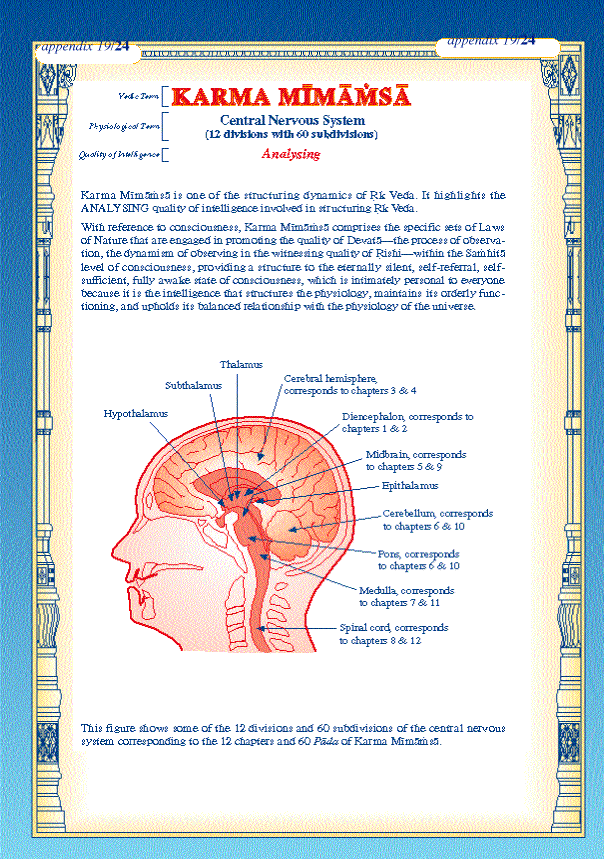 appendix 19/24
appendix 19/24
Vedic Term
KARMA MĪMĀṀSĀ
Physiological Term
Central Nervous System
(12 divisions with 60 subdivisions)
Quality of Intelligence
Analysing
Karma Mīmāṁsā is one of the structuring dynamics of Ṛk Veda. It highlights the
ANALYSING quality of intelligence involved in structuring Ṛk Veda.
With reference to consciousness, Karma Mīmāṁsā comprises the specific sets of Laws
of Nature that are engaged in promoting the quality of Devatā—the process of observa-
tion, the dynamism of observing in the witnessing quality of Ṛishi—within the Saṁhitā
level of consciousness, providing a structure to the eternally silent, self-referral, self-
sufficient, fully awake state of consciousness, which is intimately personal to everyone
because it is the intelligence that structures the physiology, maintains its orderly func-
tioning, and upholds its balanced relationship with the physiology of the universe.
Thalamus
Subthalamus
Hypothalamus
Cerebral hemisphere,
corresponds to chapters 3 & 4
Diencephalon, corresponds to
chapters 1 & 2
Midbrain, corresponds
to chapters 5 & 9
Epithalamus
Cerebellum, corresponds
to chapters 6 & 10
Pons, corresponds
to chapters 6 & 10
Medulla, corresponds
to chapters 7 & 11
Spinal cord, corresponds
to chapters 8 & 12
This figure shows some of the 12 divisions and 60 subdivisions of the central nervous
system corresponding to the 12 chapters and 60 Pāda of Karma Mīmāṁsā.